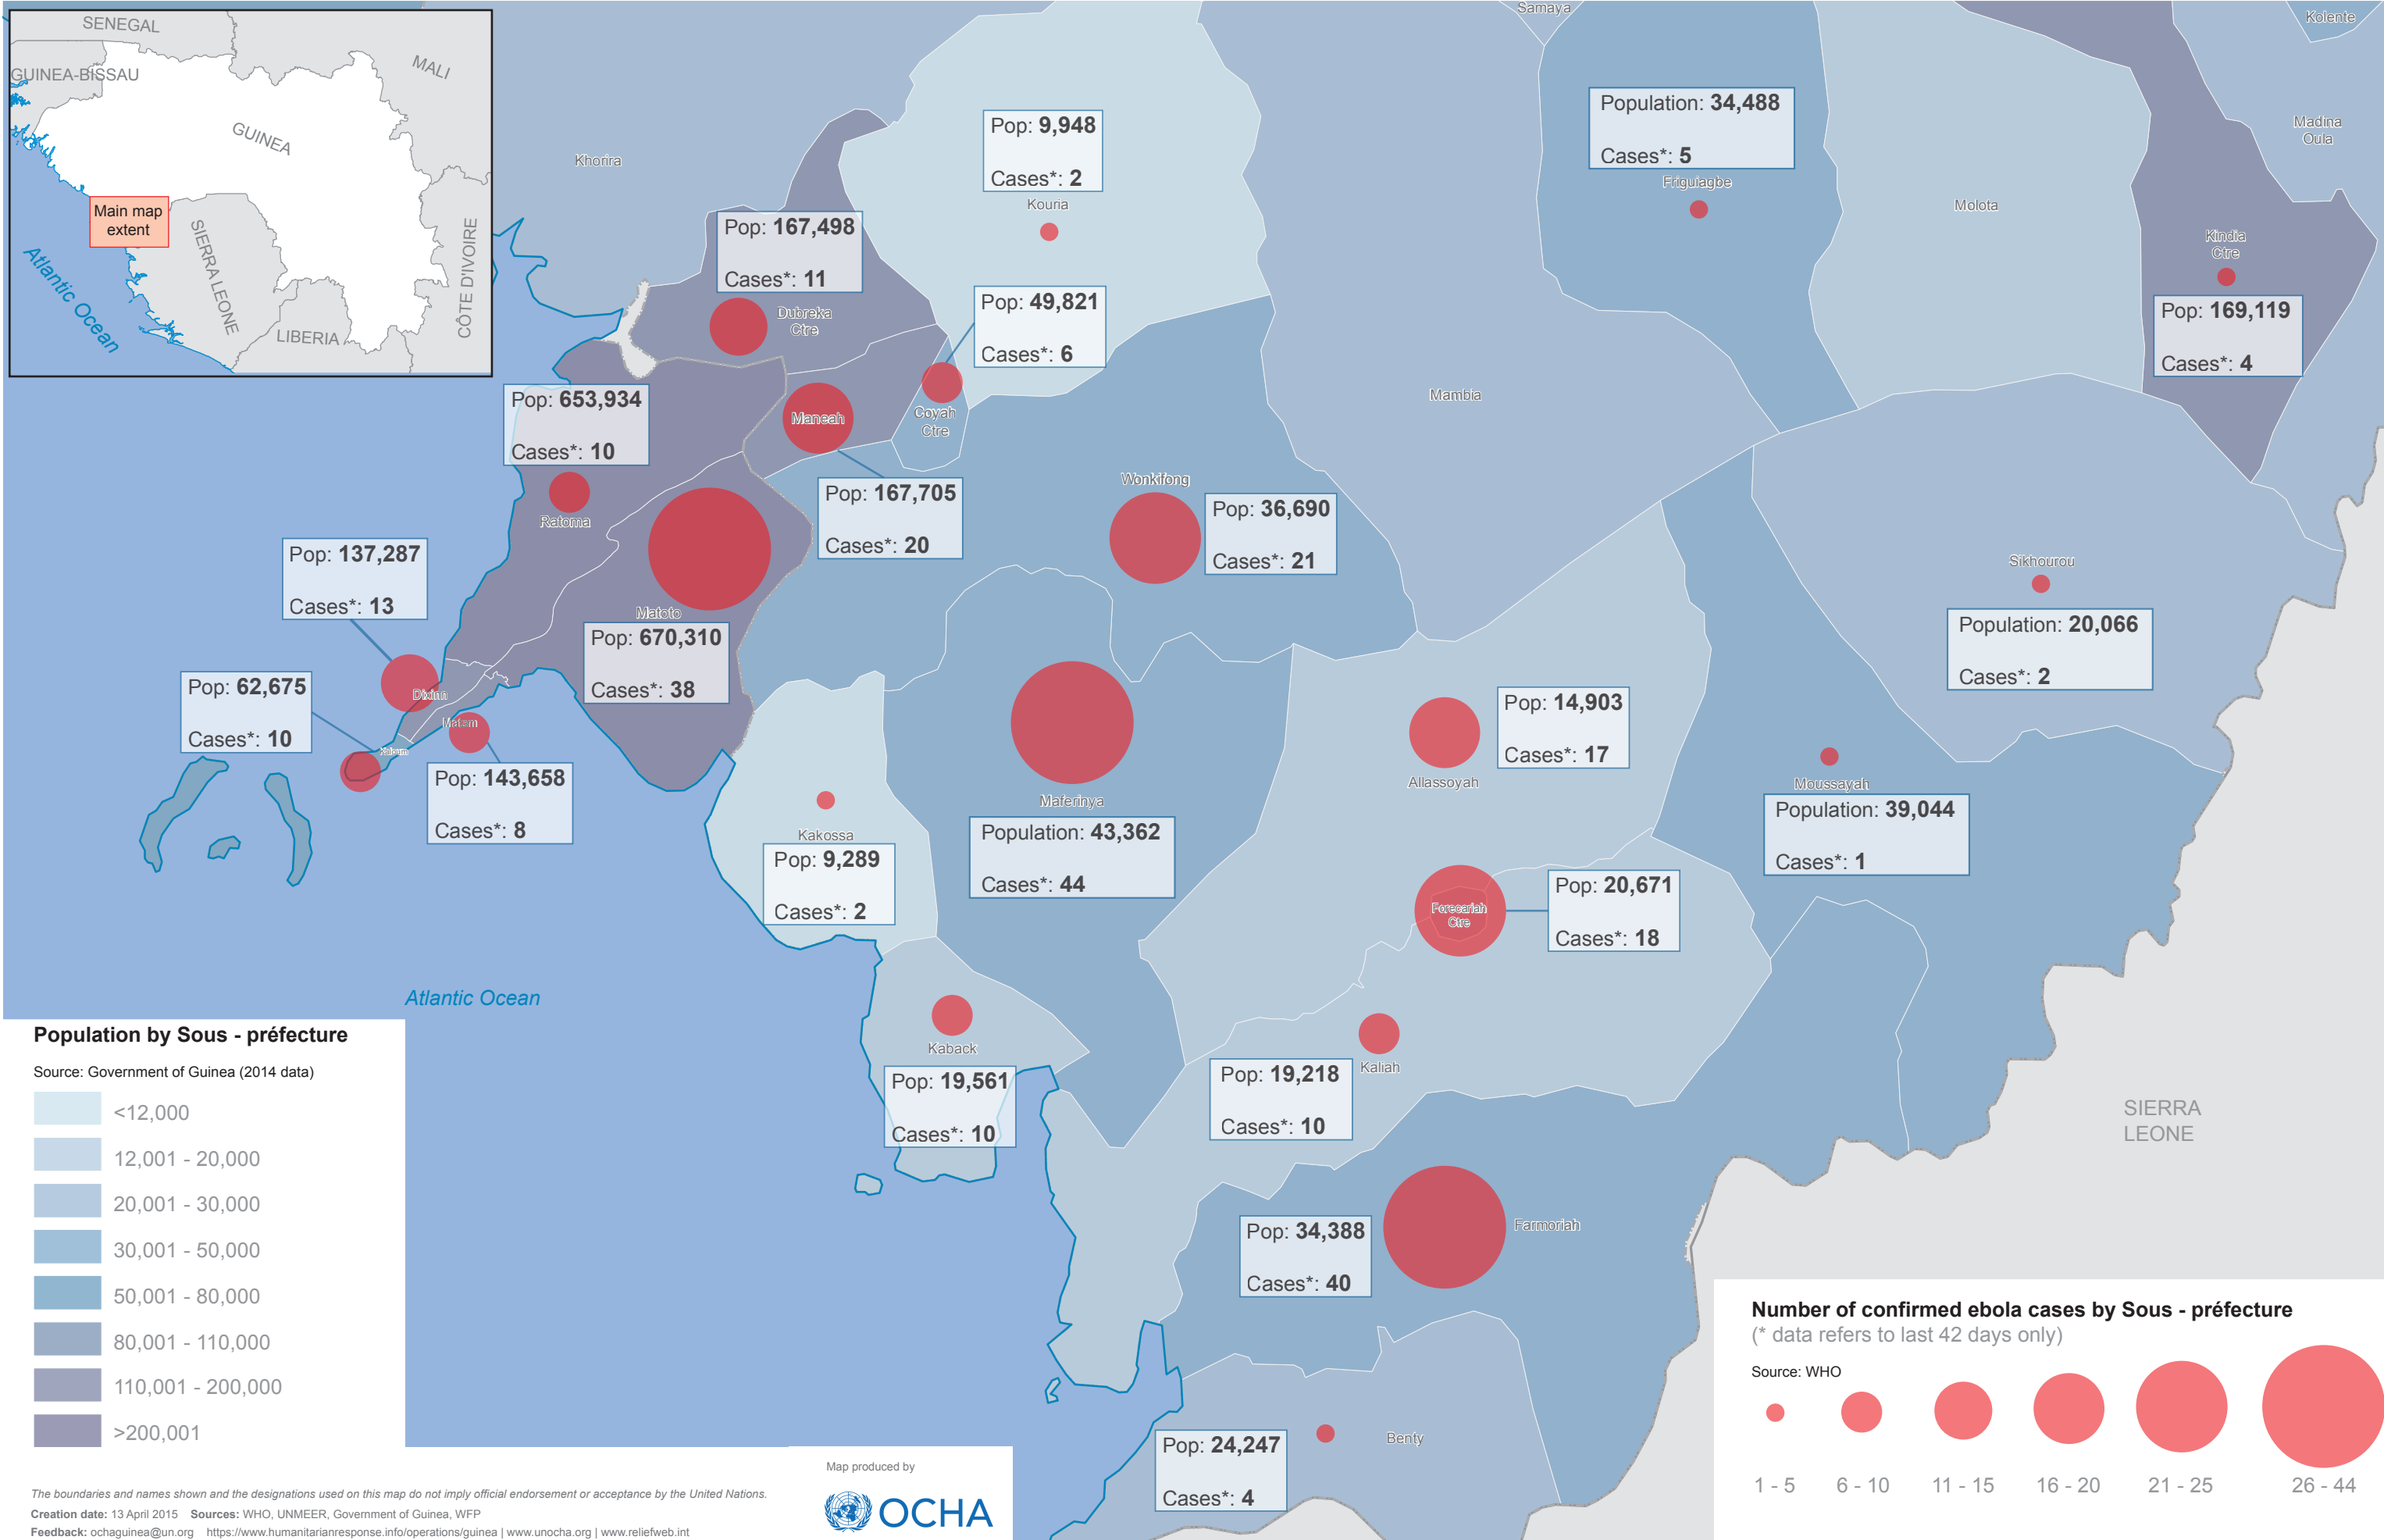 SENEGAL
GUINEA-BISSAU
MALI
GUINEA
Main map
extent
SIERRA LEONE
LIBERIA
CÔTE D'IVOIRE
Atlantic Ocean
Samaya
Kolente
Khorira
Pop: 9,948
Cases*: 2
Kouria
Population: 34,488
Cases*: 5
Friguiagbe
Molota
Madina
Oula
Kindia
Ctre
Pop: 169,119
Cases*: 4
Pop: 167,498
Cases*: 11
Dubreka
Ctre
Pop: 49,821
Cases*: 6
Coyah
Ctre
Mambia
Pop: 653,934
Cases*: 10
Ratoma
Maneah
Pop: 167,705
Cases*: 20
Wonkifong
Pop: 36,690
Cases*: 21
Pop: 137,287
Cases*: 13
Dixinn
Matoto
Pop: 670,310
Cases*: 38
Sikhourou
Population: 20,066
Cases*: 2
Pop: 62,675
Cases*: 10
Kaloum
Matam
Pop: 143,658
Cases*: 8
Pop: 14,903
Cases*: 17
Allassoyah
Moussayah
Population: 39,044
Cases*: 1
Maferinya
Population: 43,362
Cases*: 44
Kakossa
Pop: 9,289
Cases*: 2
Forecariah
Ctre
Pop: 20,671
Cases*: 18
Atlantic Ocean
Kaback
Pop: 19,561
Cases*: 10
Kaliah
Pop: 19,218
Cases*: 10
SIERRA
LEONE
Pop: 34,388
Cases*: 40
Farmoriah
Pop: 24,247
Cases*: 4
Benty
Population by Sous - préfecture
Source: Government of Guinea (2014 data)
<12,000
12,001 - 20,000
20,001 - 30,000
30,001 - 50,000
50,001 - 80,000
80,001 - 110,000
110,001 - 200,000
>200,001
Number of confirmed ebola cases by Sous - préfecture
(* data refers to last 42 days only)
Source: WHO
1 - 5
6 - 10
11 - 15
16 - 20
21 - 25
26 - 44
The boundaries and names shown and the designations used on this map do not imply official endorsement or acceptance by the United Nations.
Creation date: 13 April 2015 Sources: WHO, UNMEER, Government of Guinea, WFP
Feedback: ochaguinea@un.org https://www.humanitarianresponse.info/operations/guinea | www.unocha.org | www.reliefweb.int
Map produced by
OCHA